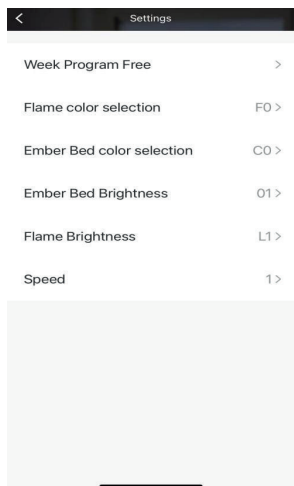 Settings
Week Program Free
Flame color selection F0
Ember Bed color selection C0
Ember Bed Brightness 01
Flame Brightness L1
Speed 1